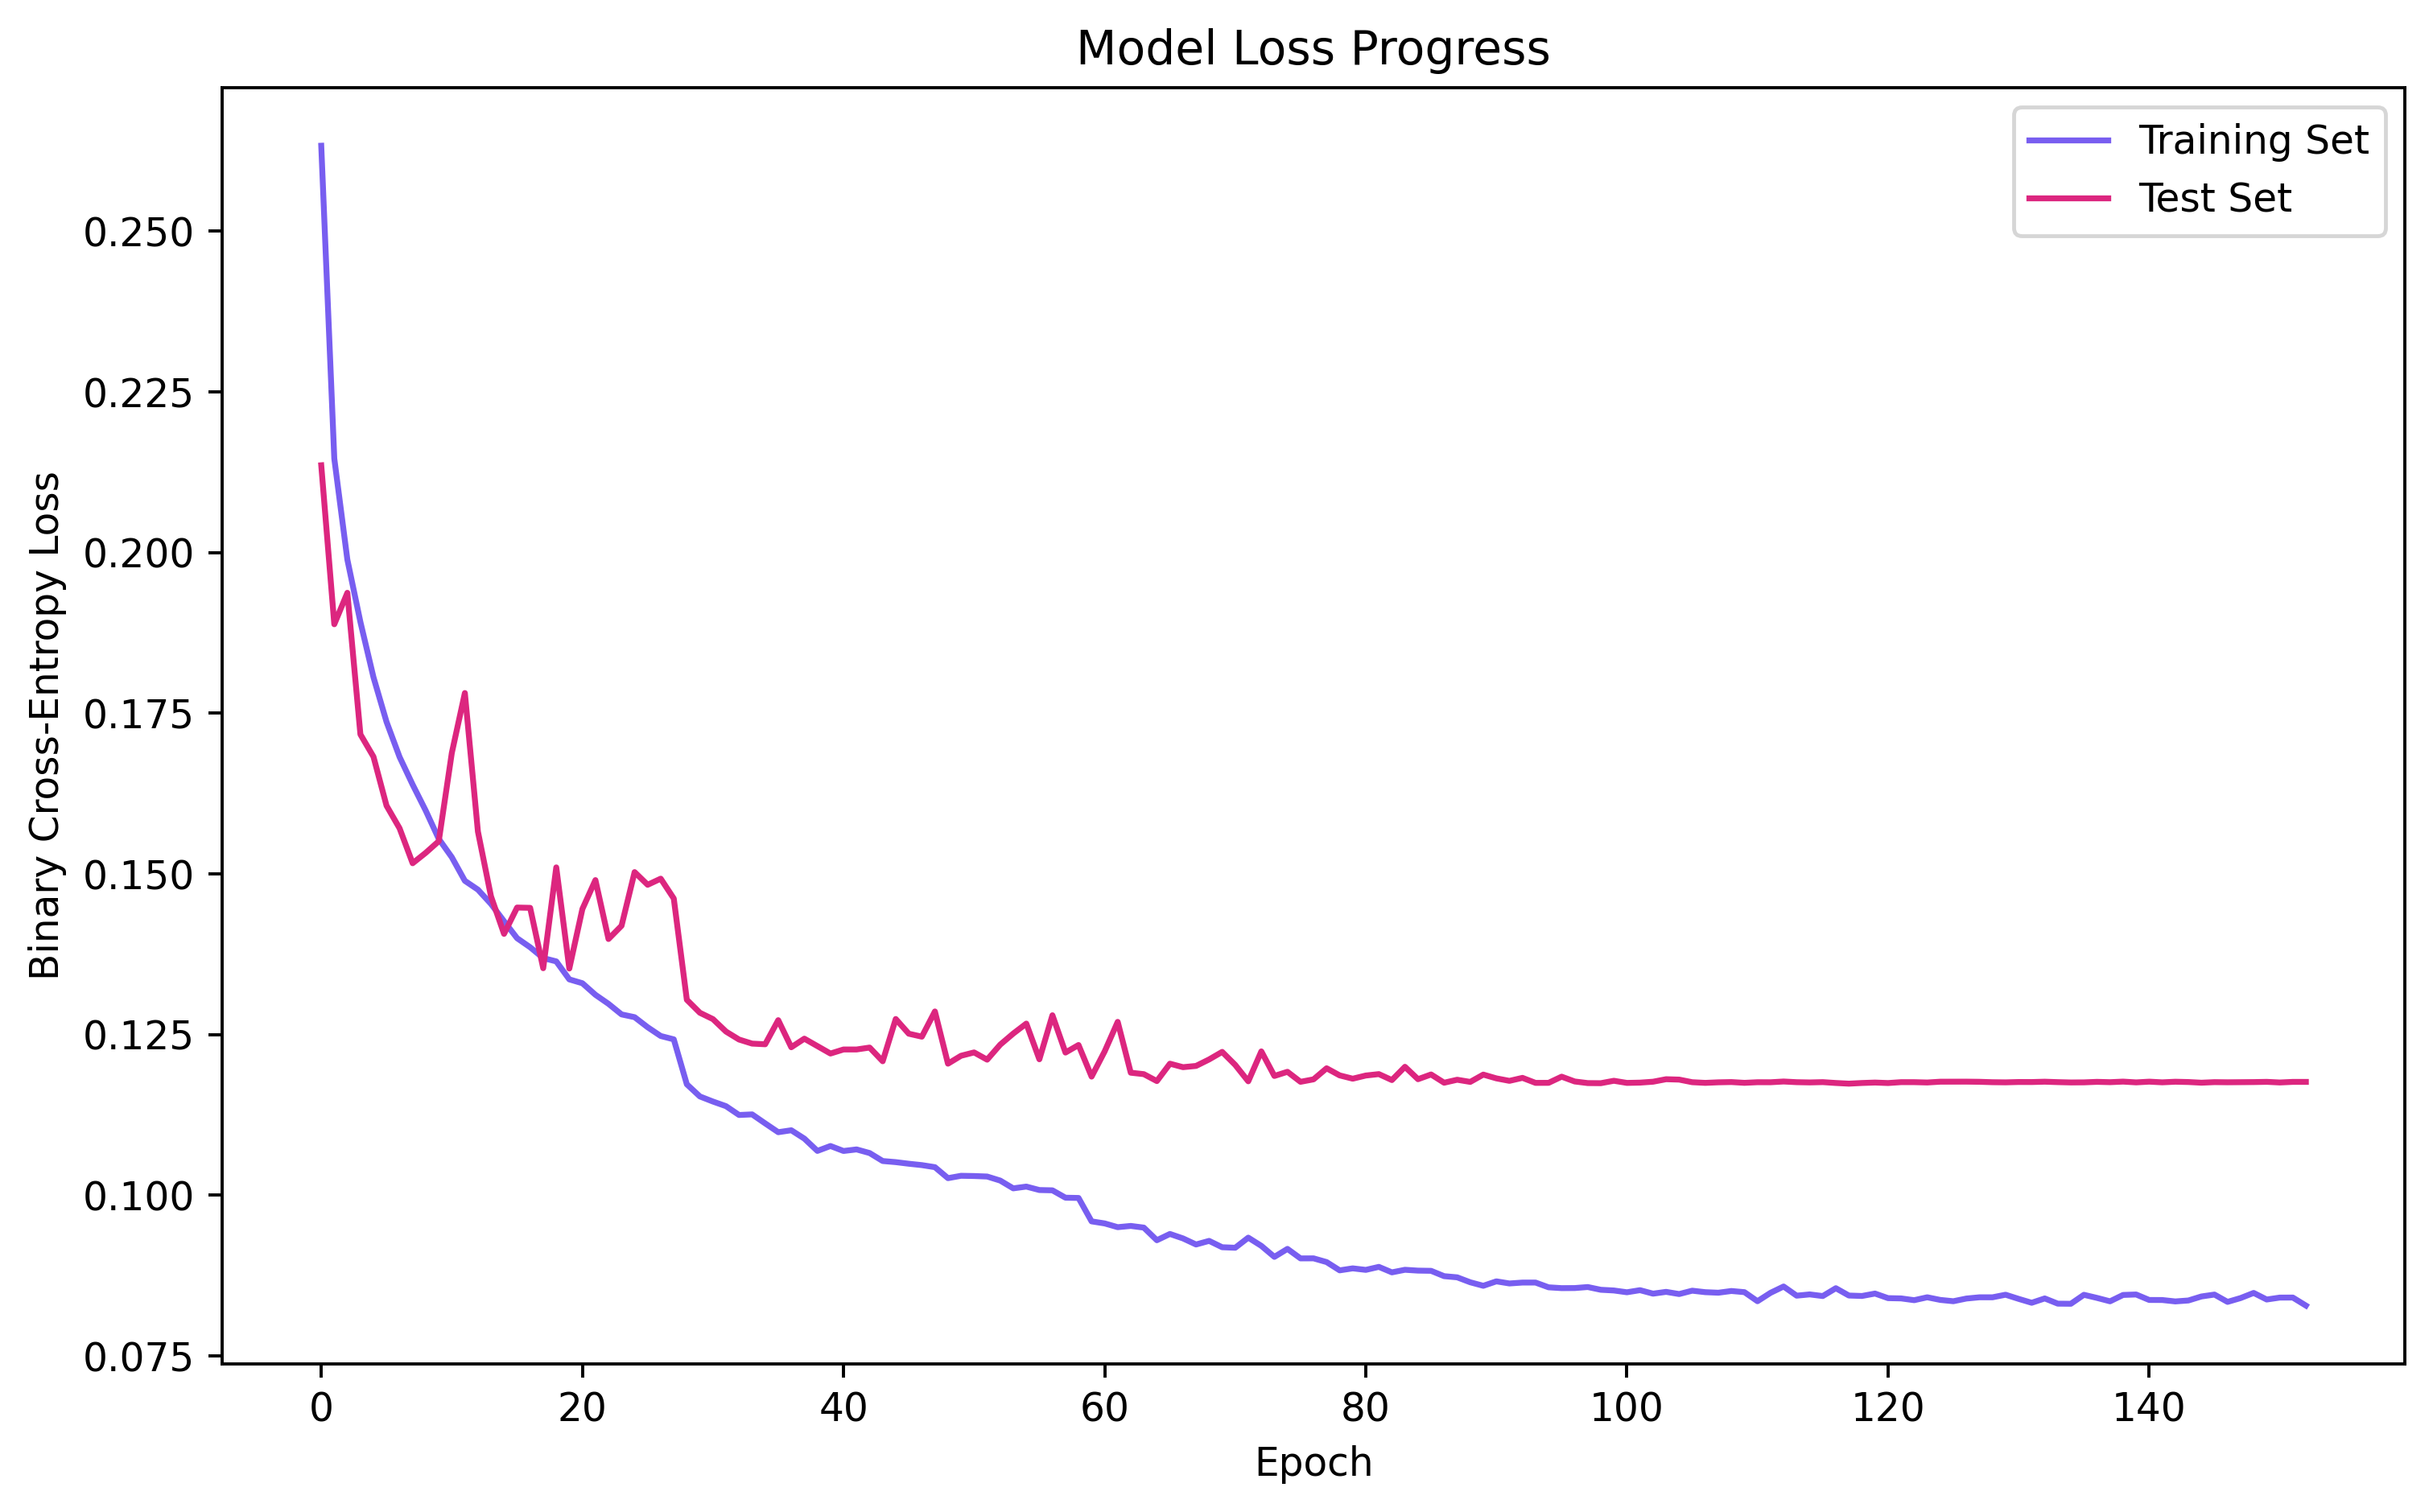 Model Loss Progress
Training Set
Test Set
Binary Cross-Entropy Loss
0.250
0.225
0.200
0.175
0.150
0.125
0.100
0.075
0 20 40 60 80 100 120 140
Epoch